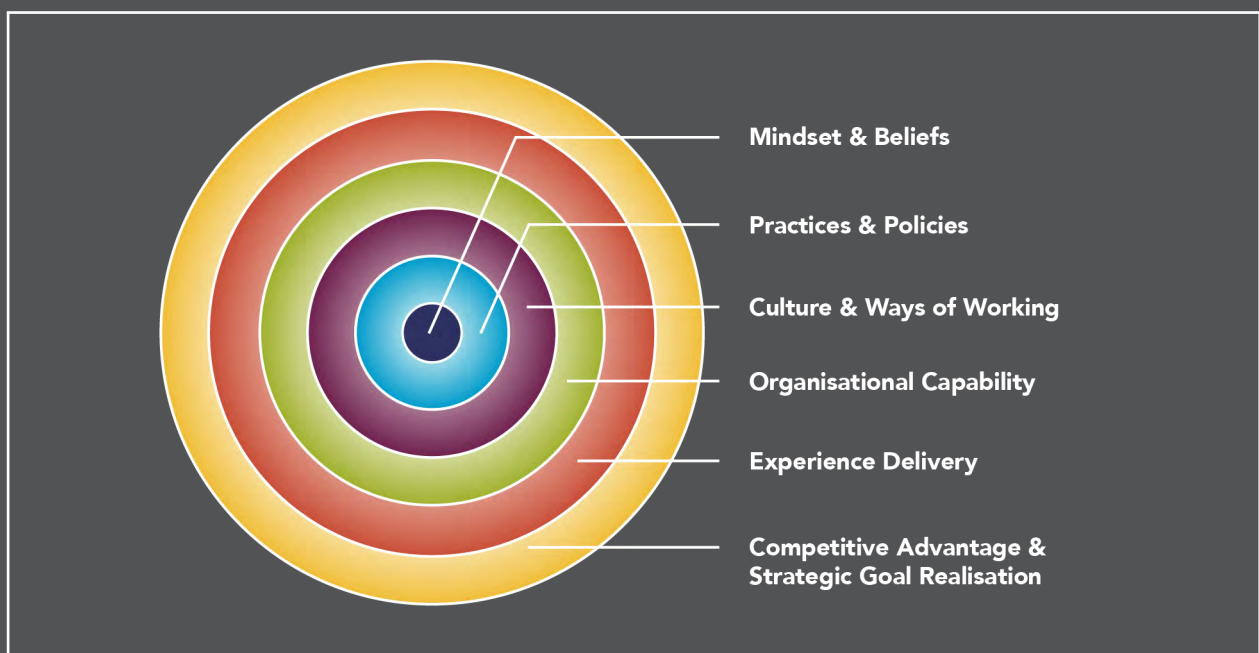 Mindset & Beliefs
Practices & Policies
Culture & Ways of Working
Organisational Capability
Experience Delivery
Competitive Advantage &
Strategic Goal Realisation